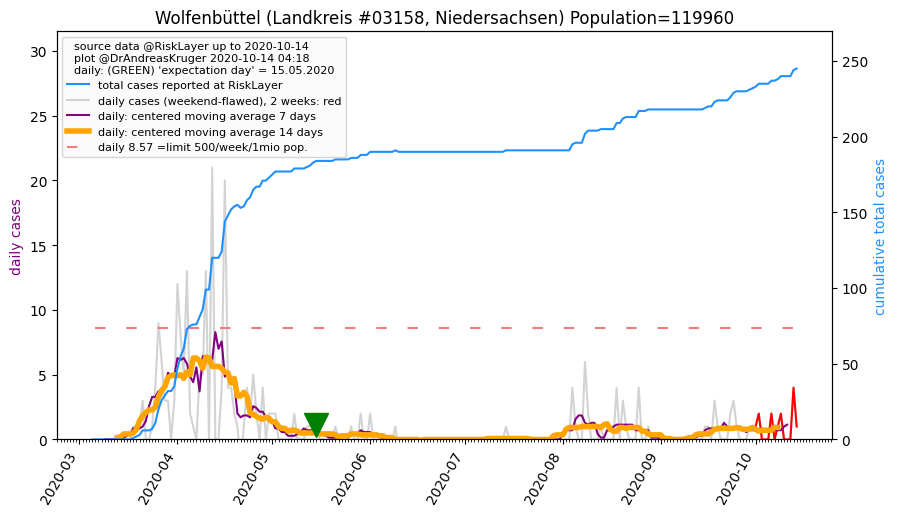 Wolfenbüttel (Landkreis #03158, Niedersachsen) Population=119960
source data @RiskLayer up to 2020-10-14
plot @DrAndreasKruger 2020-10-14 04:18
daily: (GREEN) 'expectation day' = 15.05.2020
total cases reported at RiskLayer
daily cases (weekend-flawed), 2 weeks: red
daily: centered moving average 7 days
daily: centered moving average 14 days
daily 8.57 =limit 500/week/1mio pop.
daily cases
30
25
20
15
10
5
0
cumulative total cases
250
200
150
100
50
0
2020-03
2020-04
2020-05
2020-06
2020-07
2020-08
2020-09
2020-10